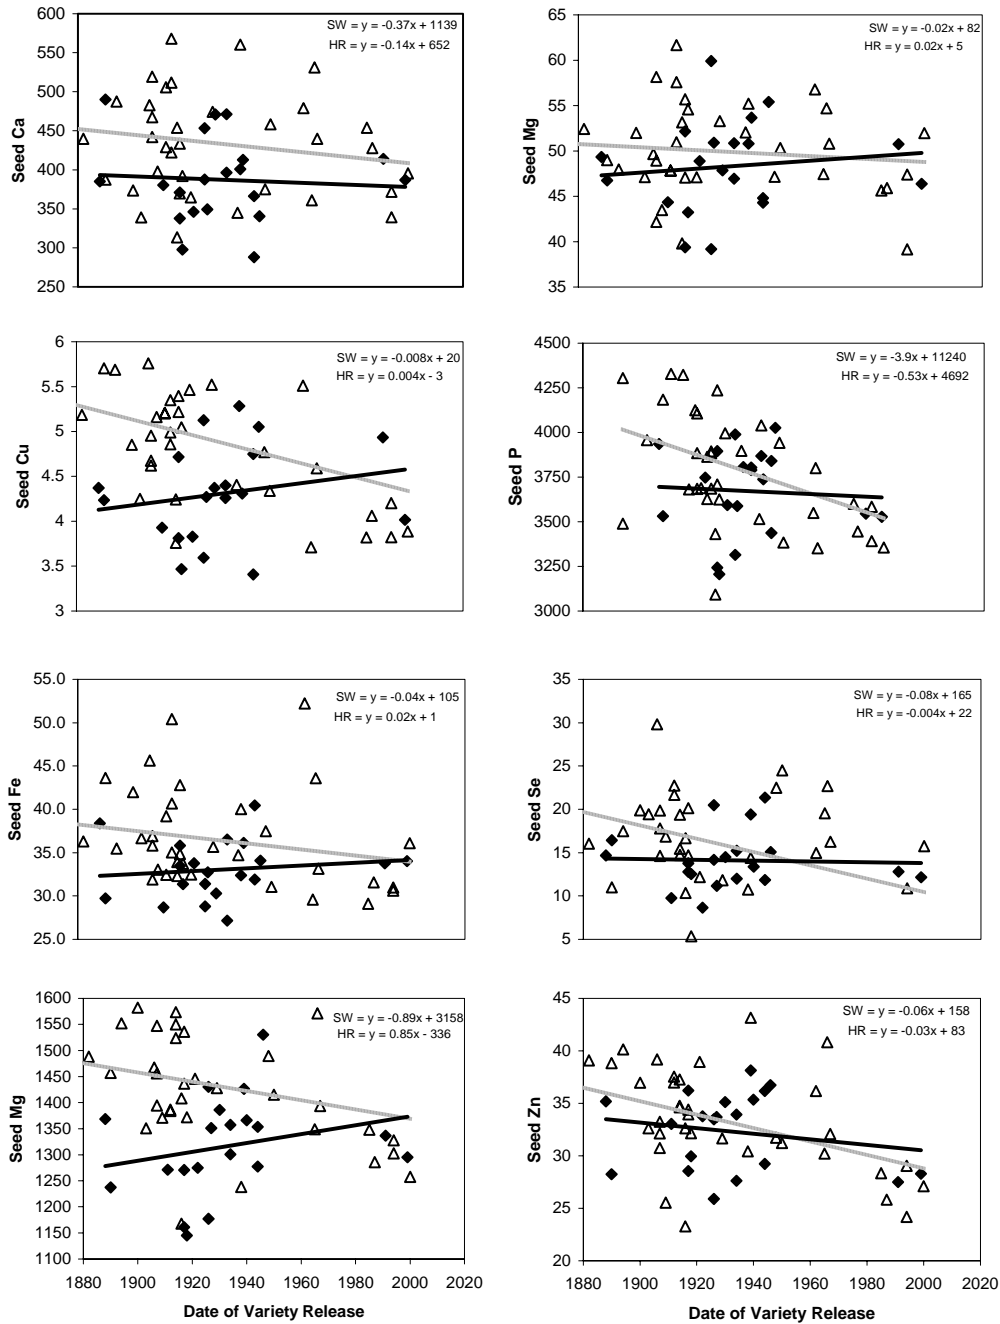 600
550
500
450
400
350
300
250
Seed Ca
SW = y = -0.37x + 1139
HR = y = -0.14x + 652
65
60
55
50
45
40
35
Seed Mg
SW = y = -0.02x + 82
HR = y = 0.02x + 5
6
5.5
5
4.5
4
3.5
3
Seed Cu
SW = y = -0.008x + 20
HR = y = 0.004x - 3
4500
4250
4000
3750
3500
3250
3000
Seed P
SW = y = -3.9x + 11240
HR = y = -0.53x + 4692
55.0
50.0
45.0
40.0
35.0
30.0
25.0
Seed Fe
SW = y = -0.04x + 105
HR = y = 0.02x + 1
35
30
25
20
15
10
5
Seed Se
SW = y = -0.08x + 165
HR = y = -0.004x + 22
1600
1550
1500
1450
1400
1350
1300
1250
1200
1150
1100
Seed Mg
SW = y = -0.89x + 3158
HR = y = 0.85x - 336
1880 1900 1920 1940 1960 1980 2000 2020
Date of Variety Release
45
40
35
30
25
20
Seed Zn
SW = y = -0.06x + 158
HR = y = -0.03x + 83
1880 1900 1920 1940 1960 1980 2000 2020
Date of Variety Release